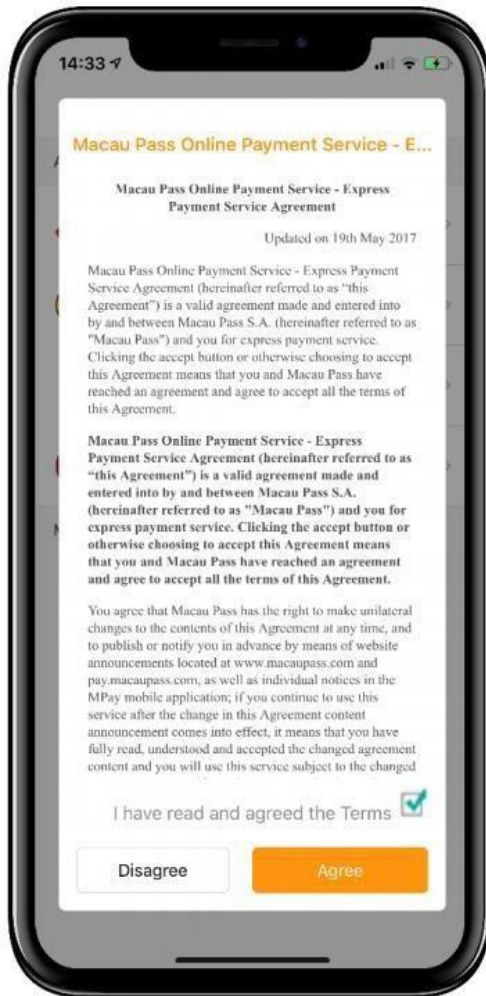 14:33
Macau Pass Online Payment Service - E...
Macau Pass Online Payment Service - Express
Payment Service Agreement
Updated on 19th May 2017
Macau Pass Online Payment Service - Express Payment
Service Agreement (hereinafter referred to as "this
Agreement") is a valid agreement made and entered into
by and between Macau Pass S.A. (hereinafter referred to as
"Macau Pass") and you for express payment service.
Clicking the accept button or otherwise choosing to accept
this Agreement means that you and Macau Pass have
reached an agreement and agree to accept all the terms of
this Agreement.
Macau Pass Online Payment Service - Express
Payment Service Agreement (hereinafter referred to as
“this Agreement”) is a valid agreement made and
entered into by and between Macau Pass S.A.
(hereinafter referred to as "Macau Pass") and you for
express payment service. Clicking the accept button or
otherwise choosing to accept this Agreement means
that you and Macau Pass have reached an agreement
and agree to accept all the terms of this Agreement.
You agree that Macau Pass has the right to make unilateral
changes to the contents of this Agreement at any time, and
to publish or notify you in advance by means of website
announcements located at www.macaupass.com and
pay.macaupass.com, as well as individual notices in the
MPay mobile application; if you continue to use this
service after the change in this Agreement content
announcement comes into effect, it means that you have
fully read, understood and accepted the changed agreement
content and you will use this service subject to the changed
I have read and agreed the Terms
Disagree
Agree